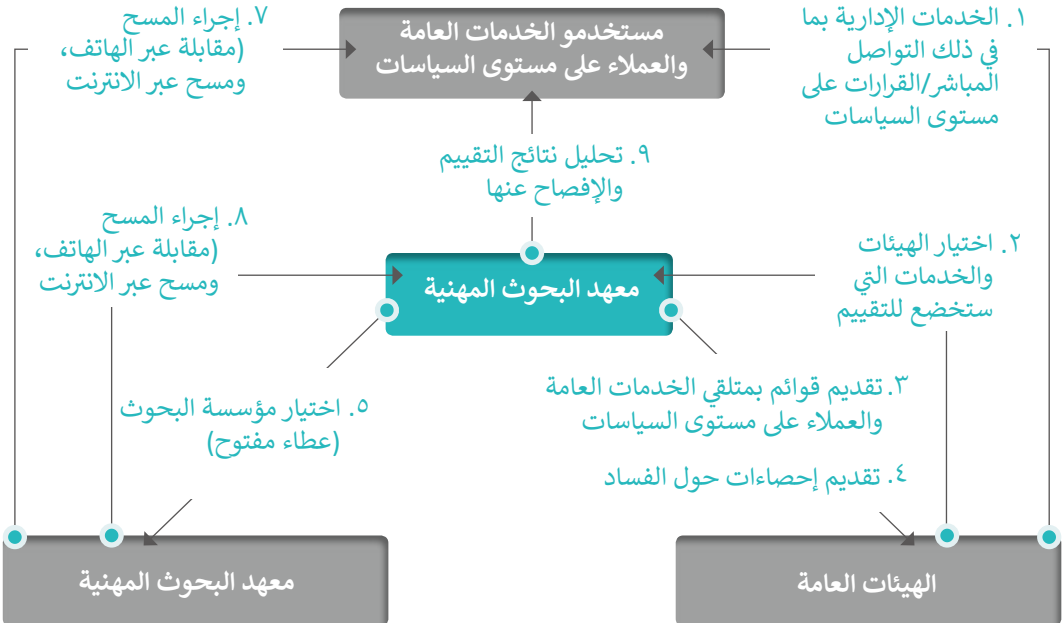 مستخدمو الخدمات العامة
والعملاء على مستوى السياسات
١. الخدمات الإدارية بما
في ذلك التواصل
المباشر/القرارات على
مستوى السياسات
٧. إجراء المسح
(مقابلة عبر الهاتف،
ومسح عبر الانترنت
٩. تحليل نتائج التقييم
والإفصاح عنها
٢. اختيار الهيئات
والخدمات التي
ستخضع للتقييم
معهد البحوث المهنية
٨. إجراء المسح
(مقابلة عبر الهاتف،
ومسح عبر الانترنت
٣. تقديم قوائم بمتلقي الخدمات العامة
والعملاء على مستوى السياسات
٤. تقديم إحصاءات حول الفساد
٥. اختيار مؤسسة البحوث
(عطاء مفتوح)
الهيئات العامة
معهد البحوث المهنية